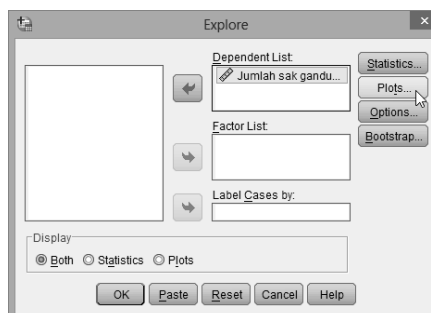 Explore
Dependent List:
Jumlah sak gandu...
Statistics...
Plots...
Options...
Bootstrap...
Factor List:
Label Cases by:
Display
Both Statistics Plots
OK Paste Reset Cancel Help